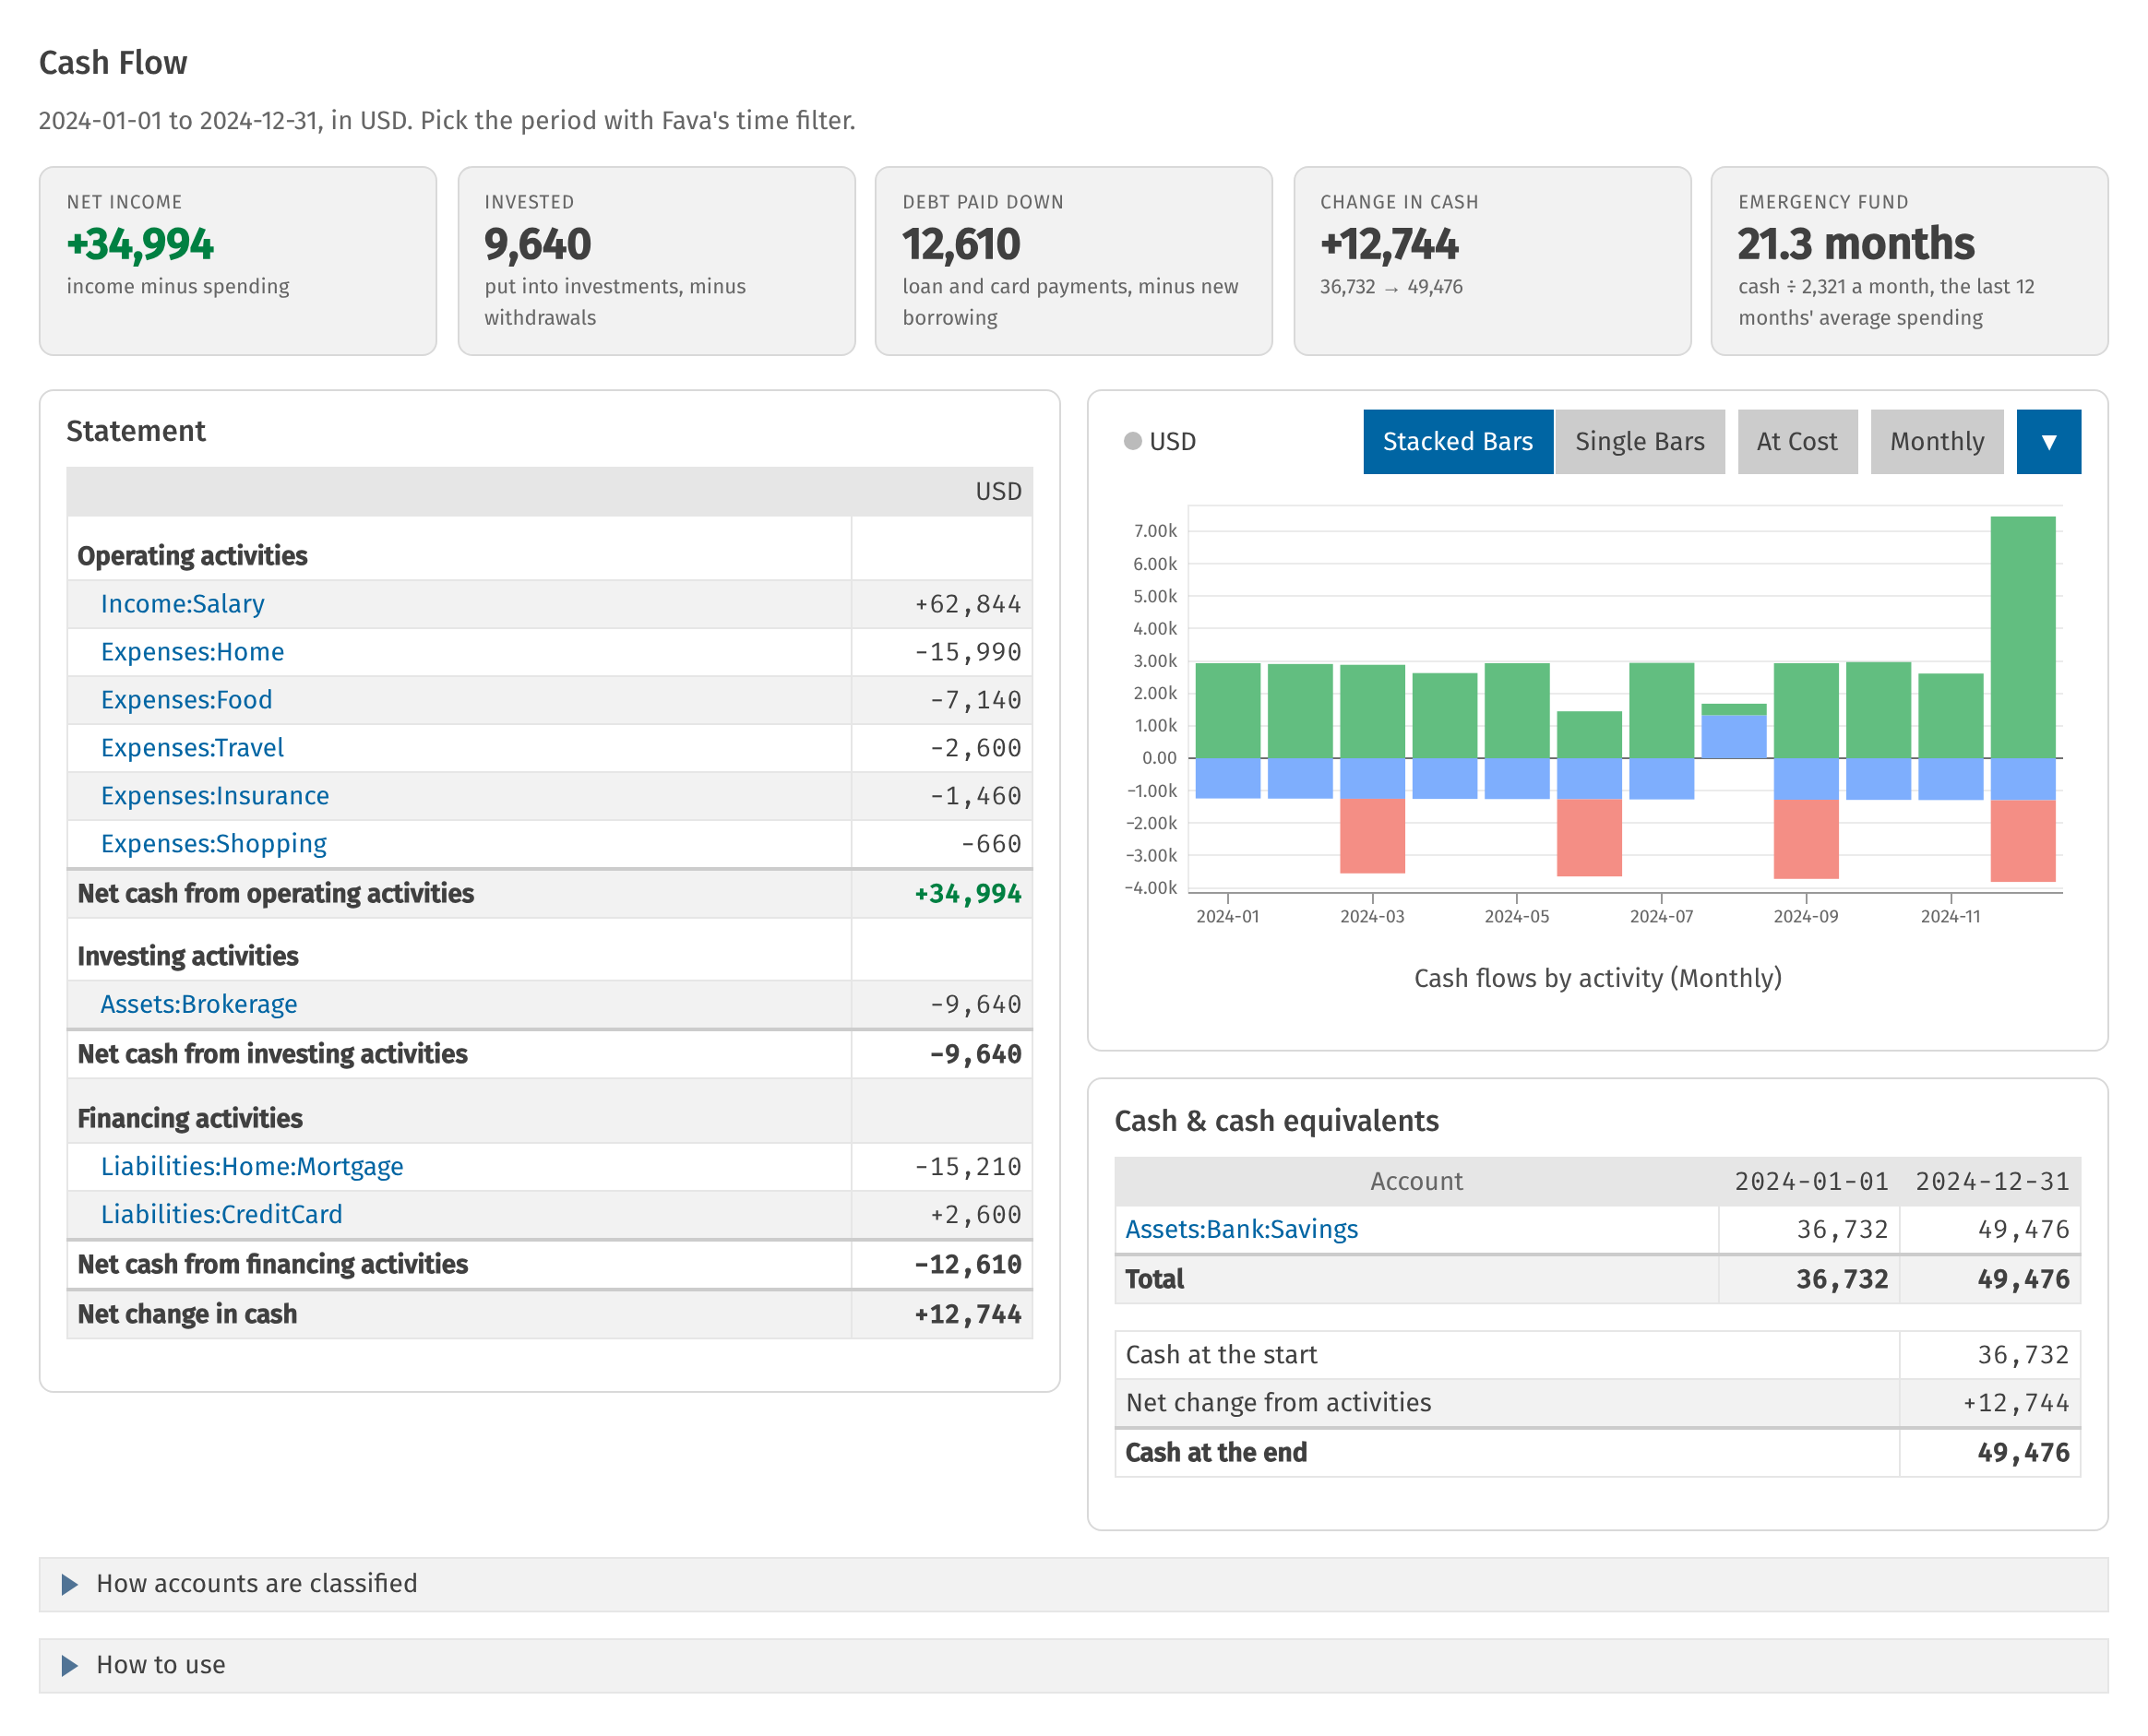 Cash Flow
2024-01-01 to 2024-12-31, in USD. Pick the period with Fava's time filter.
NET INCOME
+34,994
income minus spending
INVESTED
9,640
put into investments, minus
withdrawals
DEBT PAID DOWN
12,610
loan and card payments, minus new
borrowing
CHANGE IN CASH
+12,744
36,732 → 49,476
EMERGENCY FUND
21.3 months
cash ÷ 2,321 a month, the last 12
months' average spending
Statement
USD
Operating activities
Income:Salary +62,844
Expenses:Home -15,990
Expenses:Food -7,140
Expenses:Travel -2,600
Expenses:Insurance -1,460
Expenses:Shopping -660
Net cash from operating activities +34,994
Investing activities
Assets:Brokerage -9,640
Net cash from investing activities -9,640
Financing activities
Liabilities:Home:Mortgage -15,210
Liabilities:CreditCard +2,600
Net cash from financing activities -12,610
Net change in cash +12,744
USD Stacked Bars Single Bars At Cost Monthly ▼
7.00k
6.00k
5.00k
4.00k
3.00k
2.00k
1.00k
0.00
−1.00k
−2.00k
−3.00k
−4.00k
2024-01 2024-03 2024-05 2024-07 2024-09 2024-11
Cash flows by activity (Monthly)
Cash & cash equivalents
Account 2024-01-01 2024-12-31
Assets:Bank:Savings 36,732 49,476
Total 36,732 49,476
Cash at the start 36,732
Net change from activities +12,744
Cash at the end 49,476
How accounts are classified
How to use